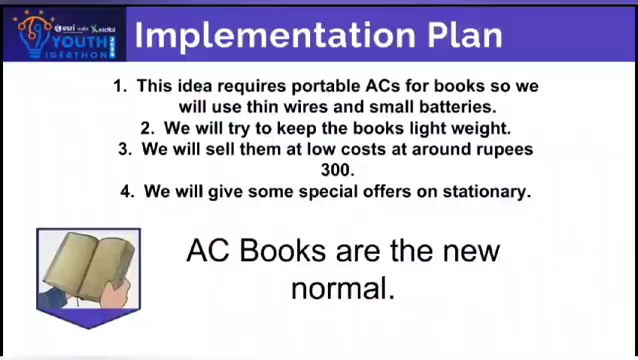 esri india sidbi
YOUTH
IDEATHON
Implementation Plan
1. This idea requires portable ACs for books so we
will use thin wires and small batteries.
2. We will try to keep the books light weight.
3. We will sell them at low costs at around rupees
300.
4. We will give some special offers on stationary.
AC Books are the new
normal.